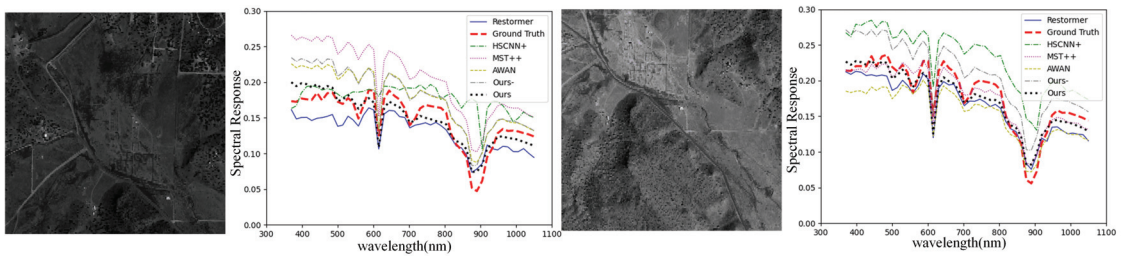 0.30
0.25
0.20
0.15
0.10
0.05
0.00
Spectral Response
300 400 500 600 700 800 900 1000 1100
wavelength(nm)
Restormer
Ground Truth
HSCNN+
MST++
AWAN
Ours-
Ours
0.30
0.25
0.20
0.15
0.10
0.05
0.00
Spectral Response
300 400 500 600 700 800 900 1000 1100
wavelength(nm)
Restormer
Ground Truth
HSCNN+
MST++
AWAN
Ours-
Ours